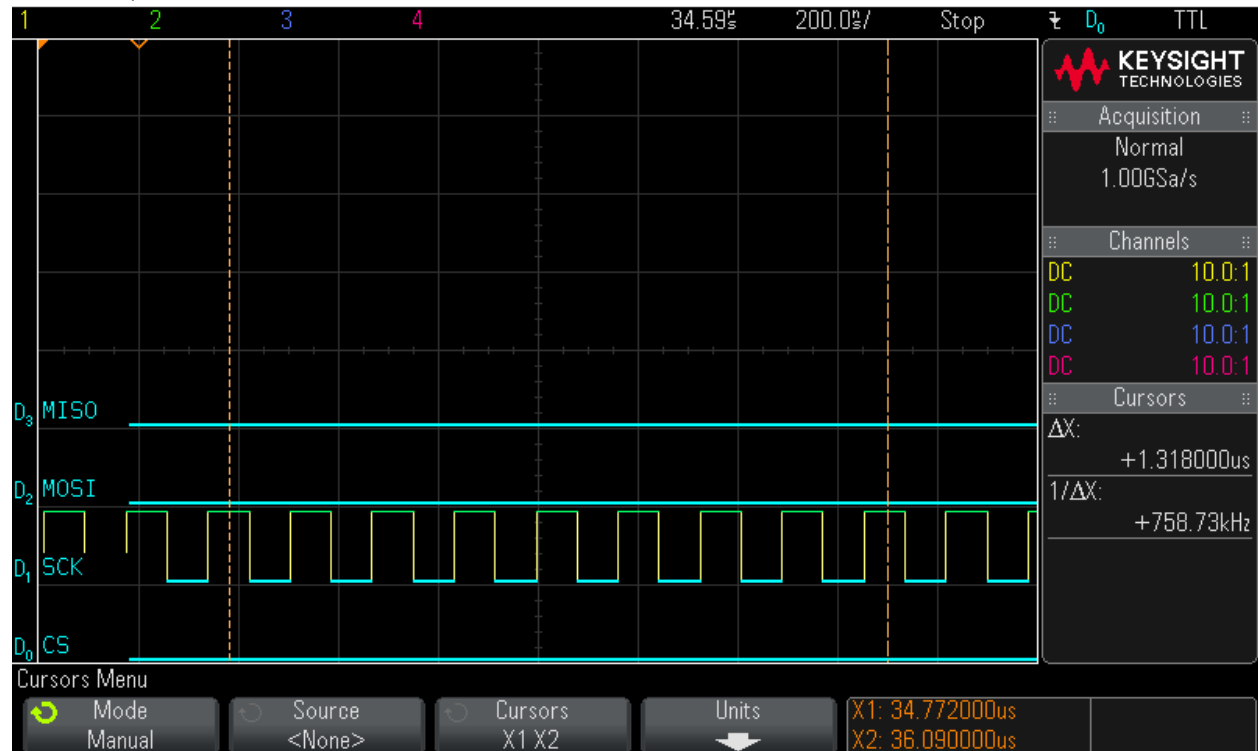 1 2 3 4 34.59µs 200.0ns/ Stop D0 TTL
KEYSIGHT
TECHNOLOGIES
Acquisition
Normal
1.00GSa/s
Channels
DC 10.0:1
DC 10.0:1
DC 10.0:1
DC 10.0:1
Cursors
ΔX:
+1.318000us
1/ΔX:
+758.73kHz
D3 MISO
D2 MOSI
D1 SCK
D0 CS
Cursors Menu
Mode Source Cursors Units X1: 34.772000us
Manual <None> X1 X2 X2: 36.090000us